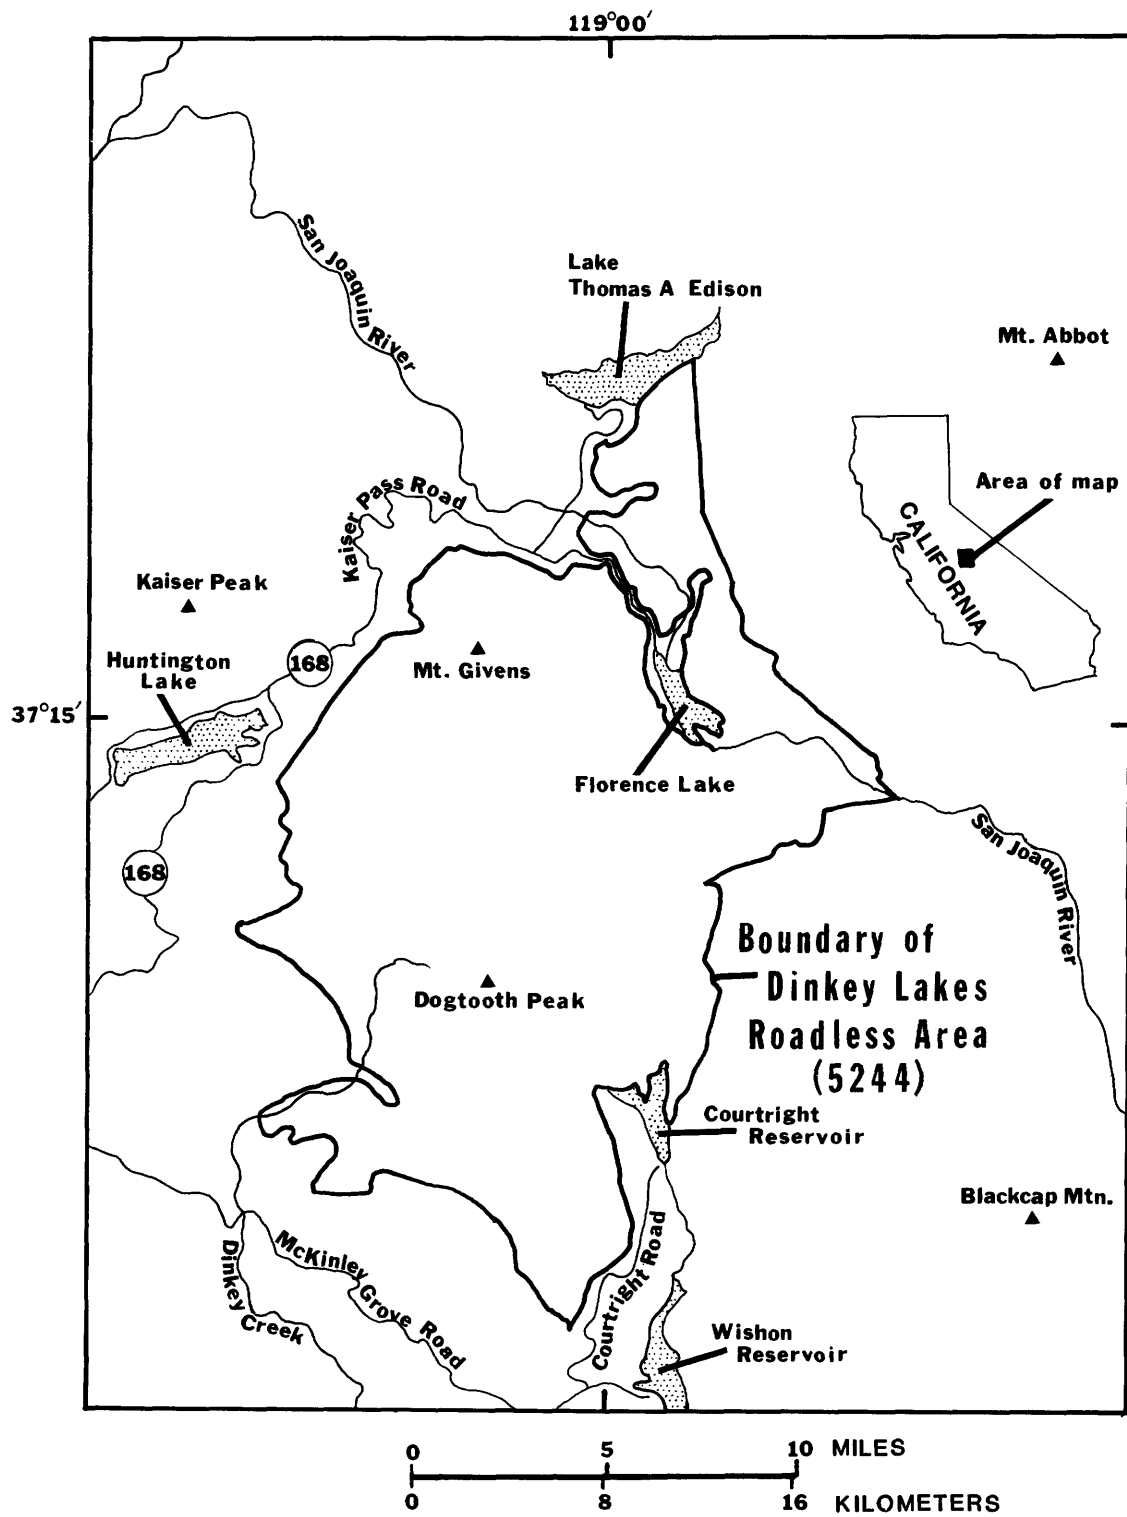 119°00′
San Joaquin River
Lake
Thomas A Edison
Mt. Abbot
Area of map
CALIFORNIA
Kaiser Pass Road
Kaiser Peak
168
Mt. Givens
Huntington
Lake
37°15′
Florence Lake
San Joaquin River
168
Boundary of
Dinkey Lakes
Roadless Area
(5244)
Dogtooth Peak
Courtright
Reservoir
Blackcap Mtn.
McKinley Grove Road
Dinkey Creek
Courtright Road
Wishon
Reservoir
0 5 10 MILES
0 8 16 KILOMETERS